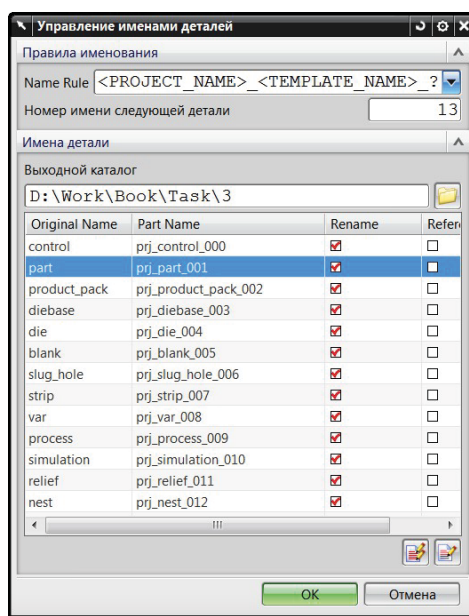 Управление именами деталей
Правила именования
Name Rule <PROJECT_NAME>_<TEMPLATE_NAME>_?
Номер имени следующей детали 13
Имена детали
Выходной каталог
D:\Work\Book\Task\3
Original Name Part Name Rename Refer
control prj_control_000
part prj_part_001
product_pack prj_product_pack_002
diebase prj_diebase_003
die prj_die_004
blank prj_blank_005
slug_hole prj_slug_hole_006
strip prj_strip_007
var prj_var_008
process prj_process_009
simulation prj_simulation_010
relief prj_relief_011
nest prj_nest_012
OK Отмена